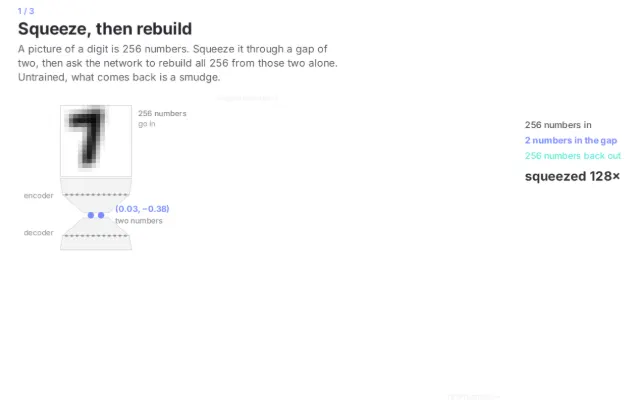 1 / 3
Squeeze, then rebuild
A picture of a digit is 256 numbers. Squeeze it through a gap of
two, then ask the network to rebuild all 256 from those two alone.
Untrained, what comes back is a smudge.
256 numbers
go in
256 numbers in
2 numbers in the gap
256 numbers back out
squeezed 128×
encoder
(0.03, −0.38)
two numbers
decoder
7